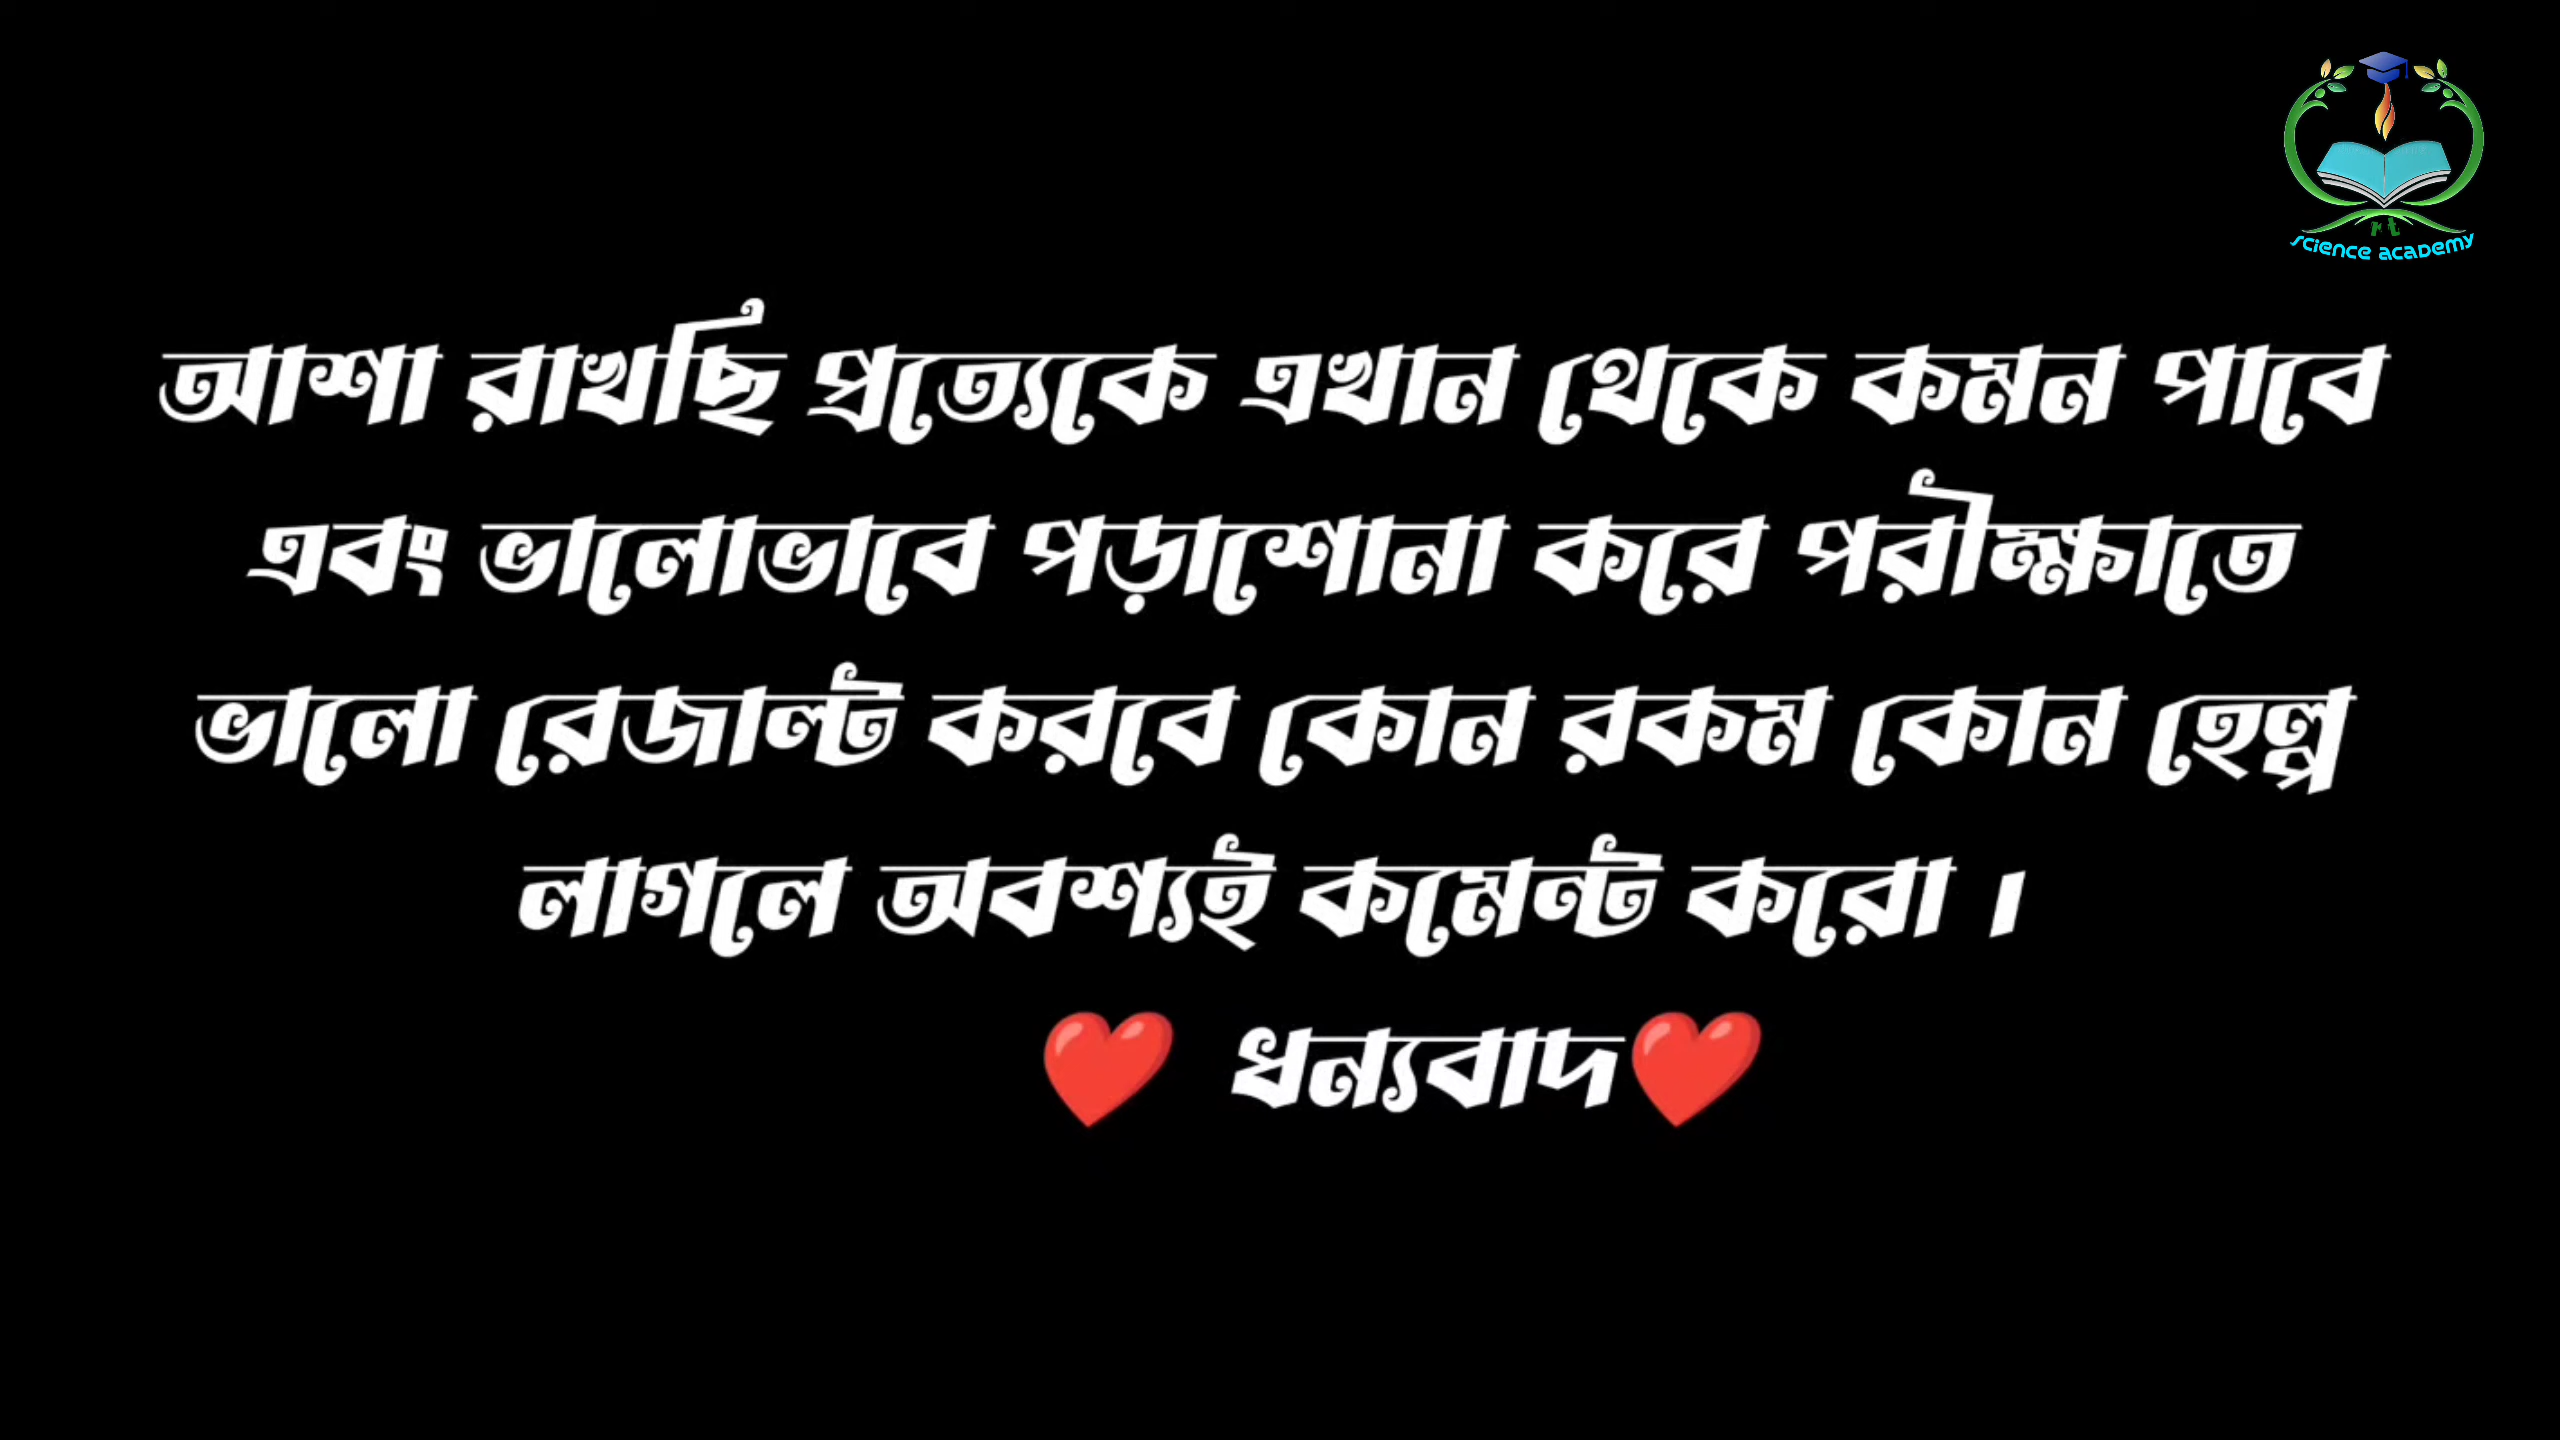 rt
science academy
আশা রাখছি প্রত্যেকে এখান থেকে কমন পাবে
এবং ভালোভাবে পড়াশোনা করে পরীক্ষাতে
ভালো রেজাল্ট করবে কোন রকম কোন হেল্প
লাগলে অবশ্যই কমেন্ট করো ।
❤️ ধন্যবাদ❤️